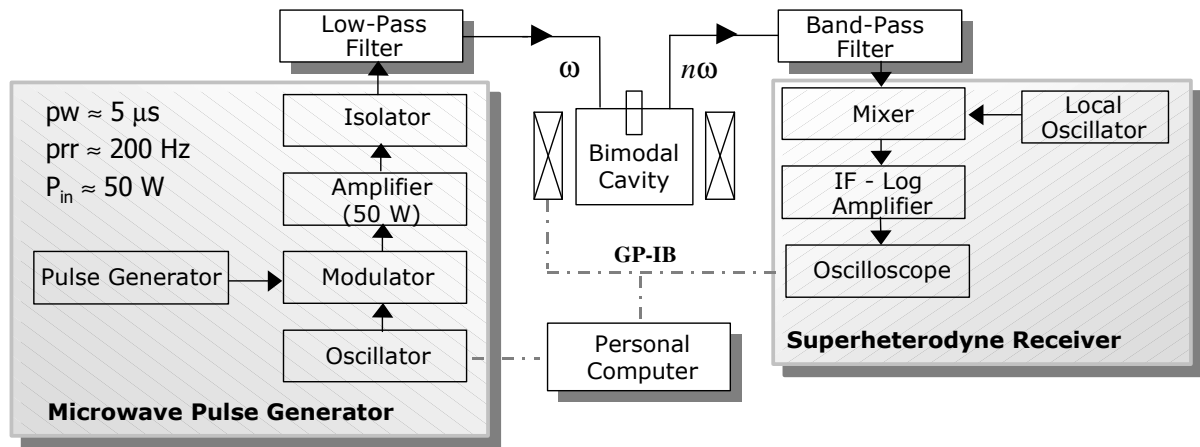 Low-Pass
Filter
Band-Pass
Filter
ω
nω
pw ≈ 5 μs
prr ≈ 200 Hz
Pin ≈ 50 W
Isolator
Amplifier
(50 W)
Pulse Generator
Modulator
Oscillator
Microwave Pulse Generator
Bimodal
Cavity
GP-IB
Personal
Computer
Mixer
Local
Oscillator
IF - Log
Amplifier
Oscilloscope
Superheterodyne Receiver